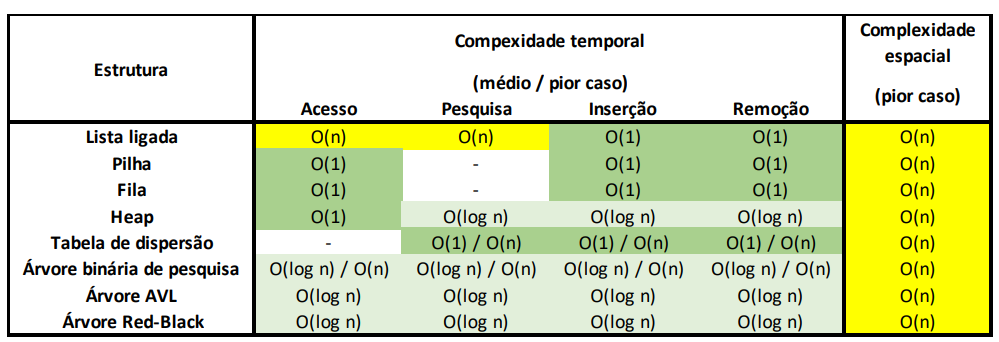 Estrutura
Compexidade temporal
(médio / pior caso)
Complexidade
espacial
(pior caso)
Acesso Pesquisa Inserção Remoção
Lista ligada O(n) O(n) O(1) O(1) O(n)
Pilha O(1) - O(1) O(1) O(n)
Fila O(1) - O(1) O(1) O(n)
Heap O(1) O(log n) O(log n) O(log n) O(n)
Tabela de dispersão - O(1) / O(n) O(1) / O(n) O(1) / O(n) O(n)
Árvore binária de pesquisa O(log n) / O(n) O(log n) / O(n) O(log n) / O(n) O(log n) / O(n) O(n)
Árvore AVL O(log n) O(log n) O(log n) O(log n) O(n)
Árvore Red-Black O(log n) O(log n) O(log n) O(log n) O(n)